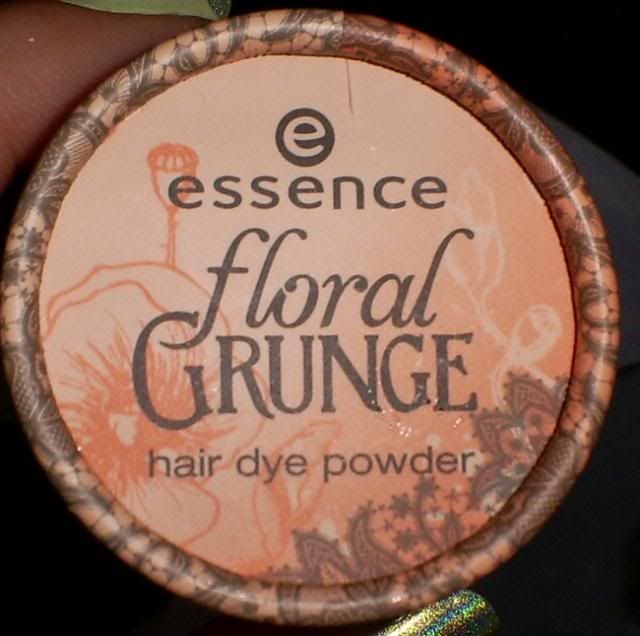 e
essence
floral
GRUNGE
hair dye powder